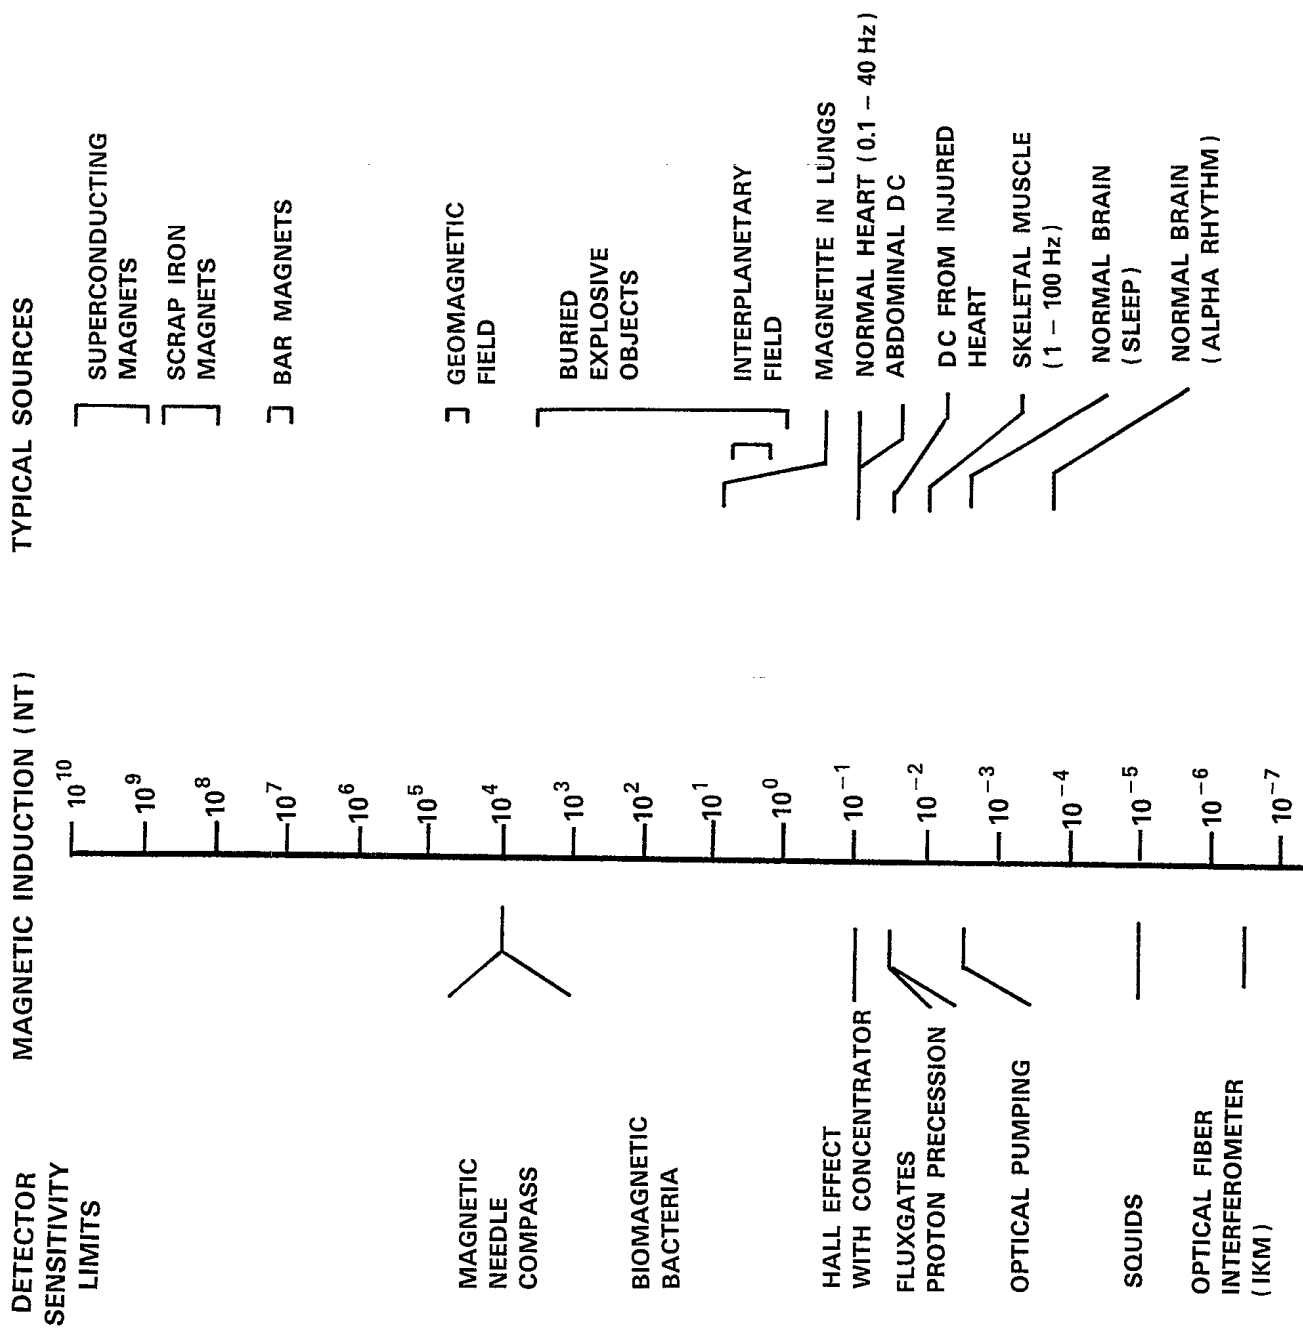 DETECTOR
SENSITIVITY
LIMITS
MAGNETIC INDUCTION (NT)
TYPICAL SOURCES
MAGNETIC
NEEDLE
COMPASS
BIOMAGNETIC
BACTERIA
HALL EFFECT
WITH CONCENTRATOR
FLUXGATES
PROTON PRECESSION
OPTICAL PUMPING
SQUIDS
OPTICAL FIBER
INTERFEROMETER
(IKM)
10^10
10^9
10^8
10^7
10^6
10^5
10^4
10^3
10^2
10^1
10^0
10^-1
10^-2
10^-3
10^-4
10^-5
10^-6
10^-7
SUPERCONDUCTING
MAGNETS
SCRAP IRON
MAGNETS
BAR MAGNETS
GEOMAGNETIC
FIELD
BURIED
EXPLOSIVE
OBJECTS
INTERPLANETARY
FIELD
MAGNETITE IN LUNGS
NORMAL HEART (0.1 – 40 Hz)
ABDOMINAL DC
DC FROM INJURED
HEART
SKELETAL MUSCLE
(1 – 100 Hz)
NORMAL BRAIN
(SLEEP)
NORMAL BRAIN
(ALPHA RHYTHM)